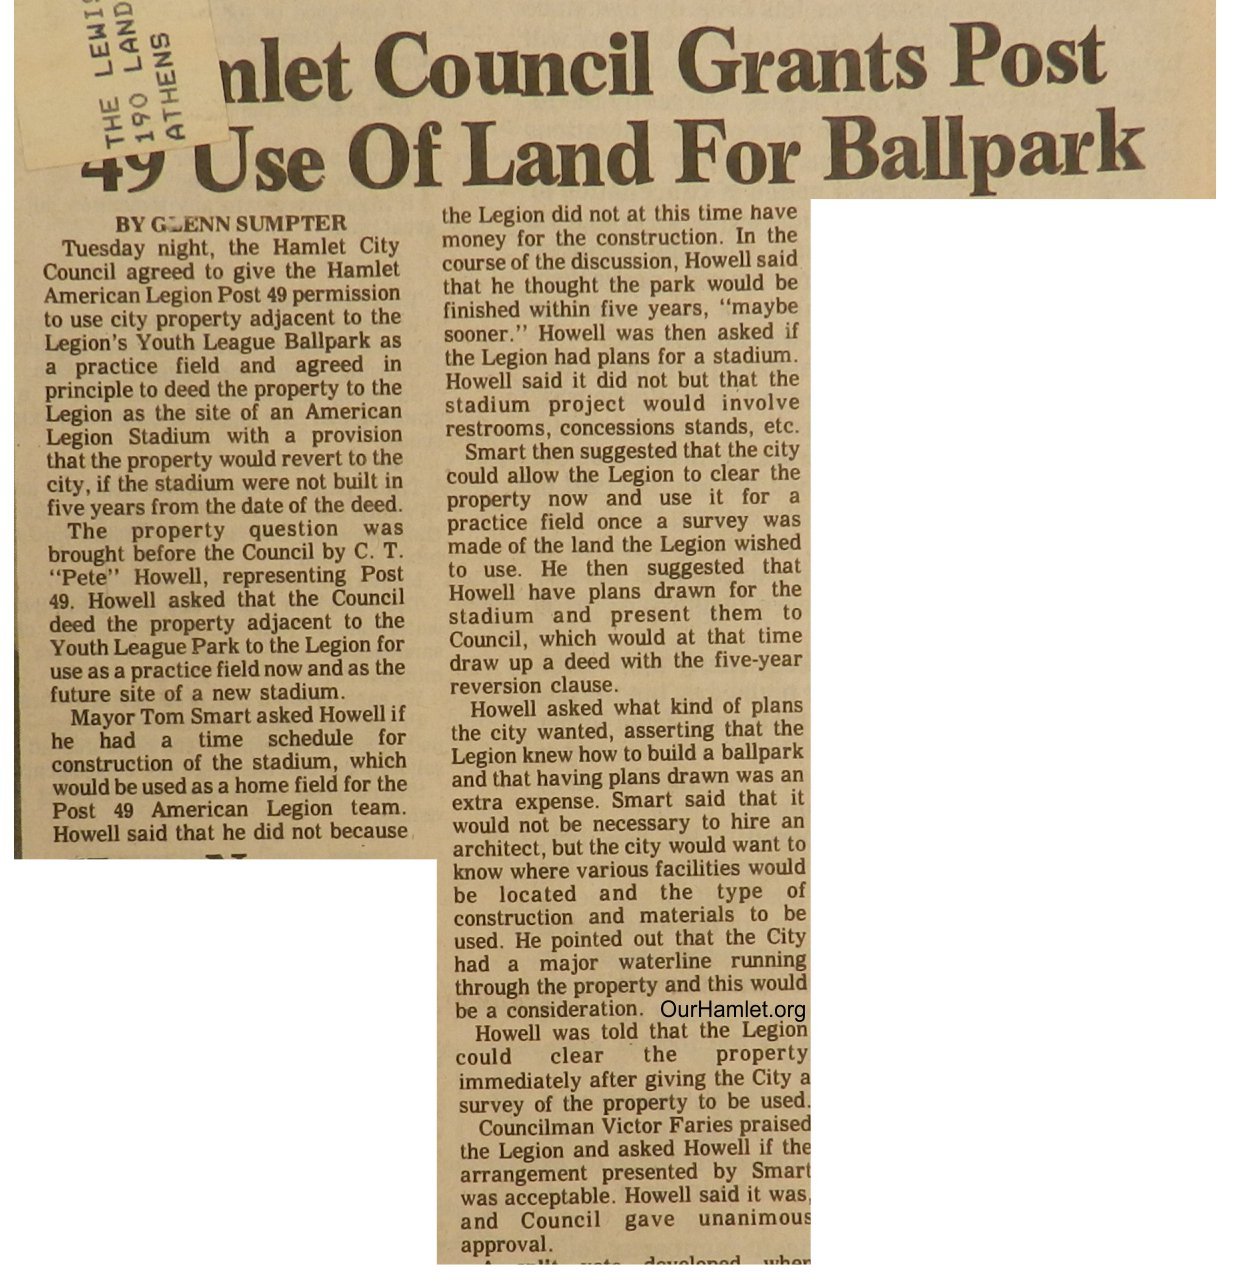 THE LEWIS
190 LAND
ATHENS
mlet Council Grants Post
49 Use Of Land For Ballpark
BY GLENN SUMPTER
Tuesday night, the Hamlet City
Council agreed to give the Hamlet
American Legion Post 49 permission
to use city property adjacent to the
Legion's Youth League Ballpark as
a practice field and agreed in
principle to deed the property to the
Legion as the site of an American
Legion Stadium with a provision
that the property would revert to the
city, if the stadium were not built in
five years from the date of the deed.
The property question was
brought before the Council by C. T.
"Pete" Howell, representing Post
49. Howell asked that the Council
deed the property adjacent to the
Youth League Park to the Legion for
use as a practice field now and as the
future site of a new stadium.
Mayor Tom Smart asked Howell if
he had a time schedule for
construction of the stadium, which
would be used as a home field for the
Post 49 American Legion team.
Howell said that he did not because
the Legion did not at this time have
money for the construction. In the
course of the discussion, Howell said
that he thought the park would be
finished within five years, "maybe
sooner." Howell was then asked if
the Legion had plans for a stadium.
Howell said it did not but that the
stadium project would involve
restrooms, concessions stands, etc.
Smart then suggested that the city
could allow the Legion to clear the
property now and use it for a
practice field once a survey was
made of the land the Legion wished
to use. He then suggested that
Howell have plans drawn for the
stadium and present them to
Council, which would at that time
draw up a deed with the five-year
reversion clause.
Howell asked what kind of plans
the city wanted, asserting that the
Legion knew how to build a ballpark
and that having plans drawn was an
extra expense. Smart said that it
would not be necessary to hire an
architect, but the city would want to
know where various facilities would
be located and the type of
construction and materials to be
used. He pointed out that the City
had a major waterline running
through the property and this would
be a consideration. OurHamlet.org
Howell was told that the Legion
could clear the property
immediately after giving the City a
survey of the property to be used.
Councilman Victor Faries praised
the Legion and asked Howell if the
arrangement presented by Smart
was acceptable. Howell said it was,
and Council gave unanimous
approval.
A split vote developed when